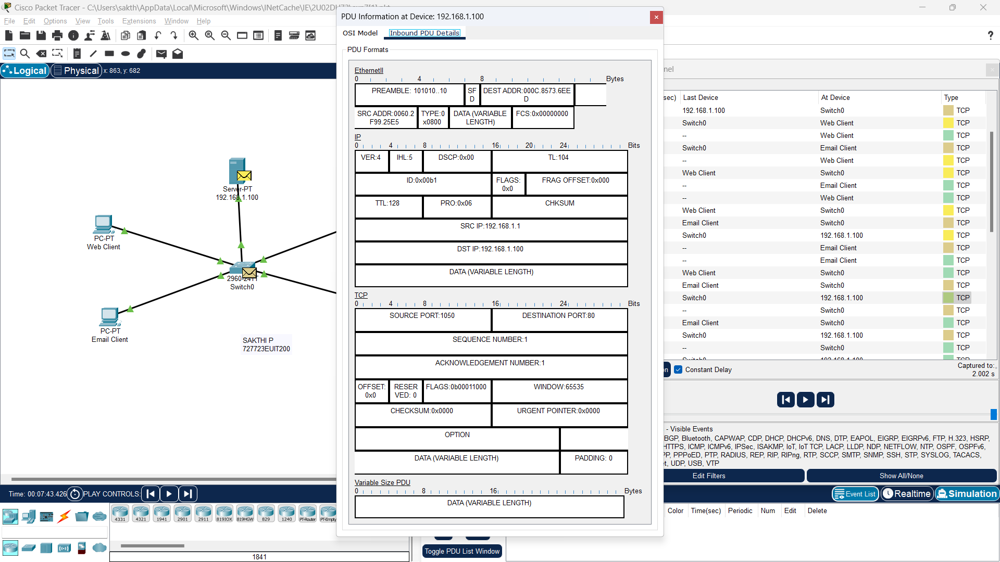 Cisco Packet Tracer - C:\Users\sakth\AppData\Local\Microsoft\Windows\INetCache\IE\2U02DH73\
File Edit Options View Tools Extensions Window Help
Logical Physical x: 863, y: 682
Server-PT
192.168.1.100
PC-PT
Web Client
Switch0
PC-PT
Email Client
SAKTHI P
727723EUIT200
PDU Information at Device: 192.168.1.100
OSI Model Inbound PDU Details
PDU Formats
EthernetII
0 4 8 Bytes
PREAMBLE: 101010..10
SF
D
DEST ADDR:000C.8573.6EE
D
SRC ADDR:0060.2
F99.25E5
TYPE:0
x0800
DATA (VARIABLE
LENGTH)
FCS:0x00000000
IP
0 4 8 16 20 24 Bits
VER:4 IHL:5 DSCP:0x00 TL:104
ID:0x00b1
FLAGS:
0x0
FRAG OFFSET:0x000
TTL:128 PRO:0x06 CHKSUM
SRC IP:192.168.1.1
DST IP:192.168.1.100
DATA (VARIABLE LENGTH)
TCP
0 4 8 16 24 Bits
SOURCE PORT:1050 DESTINATION PORT:80
SEQUENCE NUMBER:1
ACKNOWLEDGEMENT NUMBER:1
OFFSET:
0x0
RESER
VED: 0
FLAGS:0b00011000 WINDOW:65535
CHECKSUM:0x0000 URGENT POINTER:0x0000
OPTION
DATA (VARIABLE LENGTH) PADDING: 0
Variable Size PDU
0 8 16 Bytes
DATA (VARIABLE LENGTH)
nel
sec) Last Device At Device Type
192.168.1.100 Switch0 TCP
Switch0 Web Client TCP
-- Web Client TCP
Switch0 Email Client TCP
-- Web Client TCP
Web Client Switch0 TCP
-- Email Client TCP
-- Web Client TCP
Web Client Switch0 TCP
Email Client Switch0 TCP
Switch0 192.168.1.100 TCP
-- Email Client TCP
-- Email Client TCP
Web Client Switch0 TCP
Email Client Switch0 TCP
Switch0 192.168.1.100 TCP
-- Switch0 TCP
Email Client Switch0 TCP
Switch0 192.168.1.100 TCP
-- Switch0 TCP
Switch0 192.168.1.100 TCP
n Constant Delay
Captured to:
2.002 s
- Visible Events
BGP, Bluetooth, CAPWAP, CDP, DHCP, DHCPv6, DNS, DTP, EAPOL, EIGRP, EIGRPv6, FTP, H.323, HSRP,
HTTPS, ICMP, ICMPv6, IPSec, ISAKMP, IoT, IoT TCP, LACP, LLDP, NDP, NETFLOW, NTP, OSPF, OSPFv6,
PP, PPPoED, PTP, RADIUS, REP, RIP, RIPng, RTP, SCCP, SMTP, SNMP, SSH, STP, SYSLOG, TACACS,
et, UDP, USB, VTP
Edit Filters Show All/None
Time: 00:07:43.426 PLAY CONTROLS:
Event List Realtime Simulation
4331 4321 1941 2901 2911 819IOX 819HGW 829 1240 PT-Router PT-Empty
1841
Toggle PDU List Window
Color Time(sec) Periodic Num Edit Delete